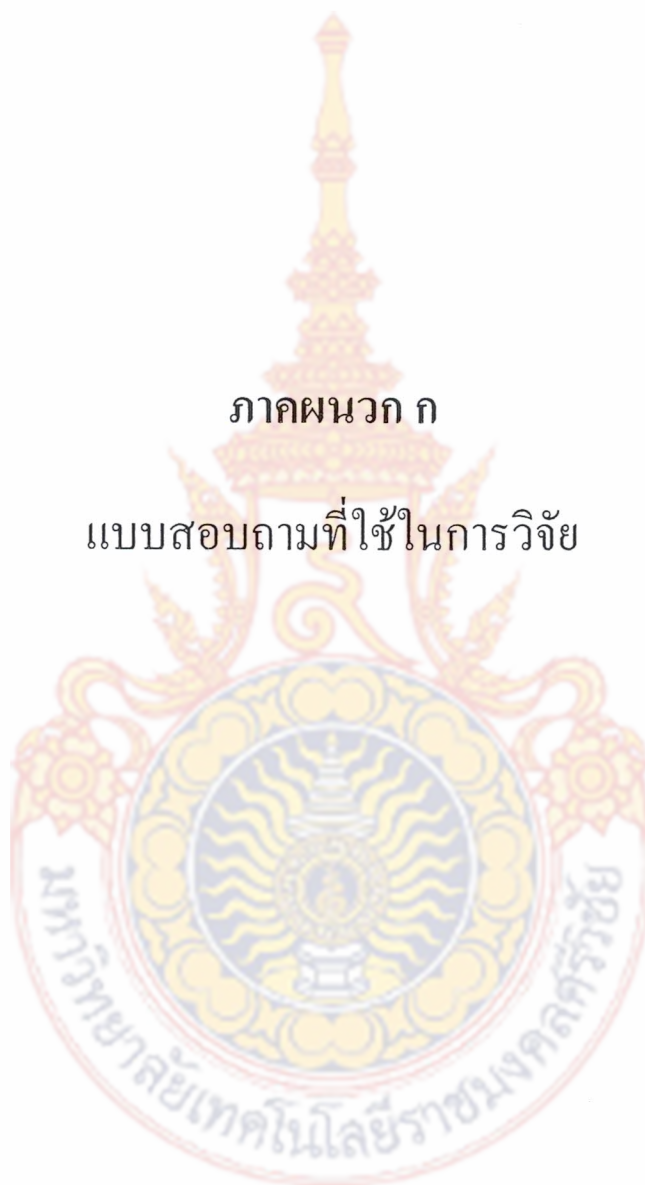 ภาคผนวก ก
แบบสอบถามที่ใช้ในการวิจัย
มหาวิทยาลัยเทคโนโลยีราชมงคลศรีวิชัย